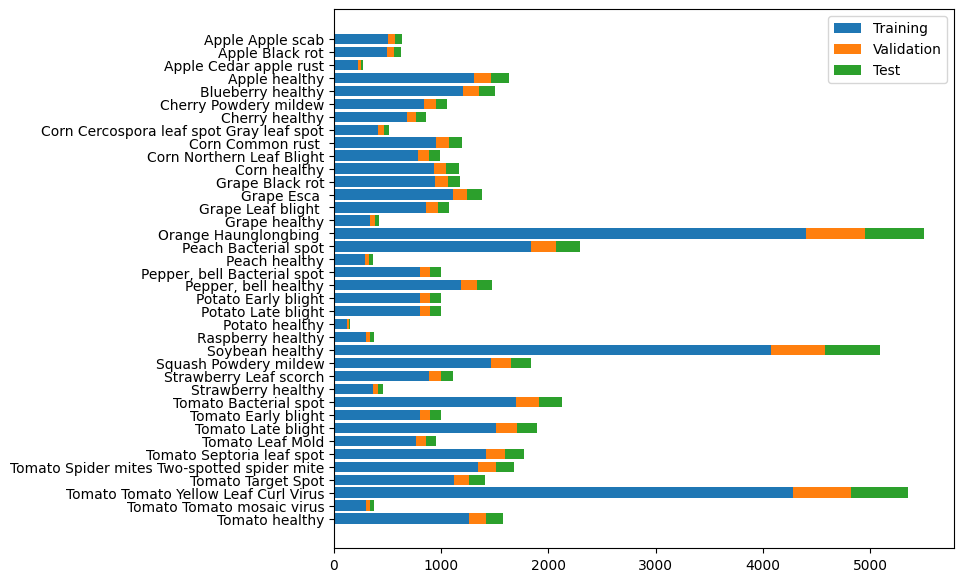 Training
Validation
Test
Apple Apple scab
Apple Black rot
Apple Cedar apple rust
Apple healthy
Blueberry healthy
Cherry Powdery mildew
Cherry healthy
Corn Cercospora leaf spot Gray leaf spot
Corn Common rust
Corn Northern Leaf Blight
Corn healthy
Grape Black rot
Grape Esca
Grape Leaf blight
Grape healthy
Orange Haunglongbing
Peach Bacterial spot
Peach healthy
Pepper, bell Bacterial spot
Pepper, bell healthy
Potato Early blight
Potato Late blight
Potato healthy
Raspberry healthy
Soybean healthy
Squash Powdery mildew
Strawberry Leaf scorch
Strawberry healthy
Tomato Bacterial spot
Tomato Early blight
Tomato Late blight
Tomato Leaf Mold
Tomato Septoria leaf spot
Tomato Spider mites Two-spotted spider mite
Tomato Target Spot
Tomato Tomato Yellow Leaf Curl Virus
Tomato Tomato mosaic virus
Tomato healthy
0 1000 2000 3000 4000 5000